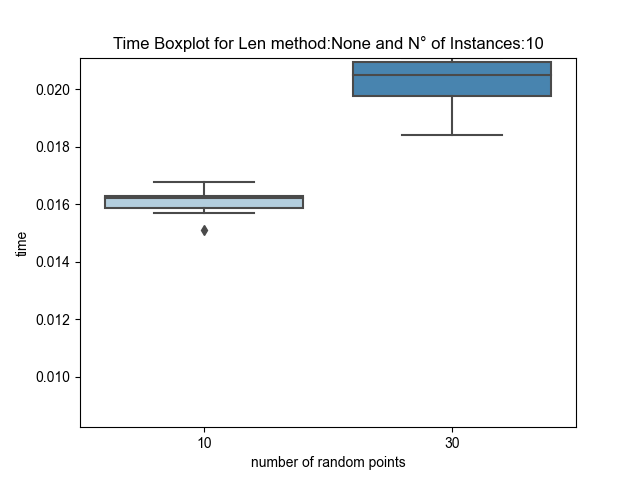 Time Boxplot for Len method:None and N° of Instances:10
0.020
0.018
0.016
0.014
0.012
0.010
time
10
30
number of random points